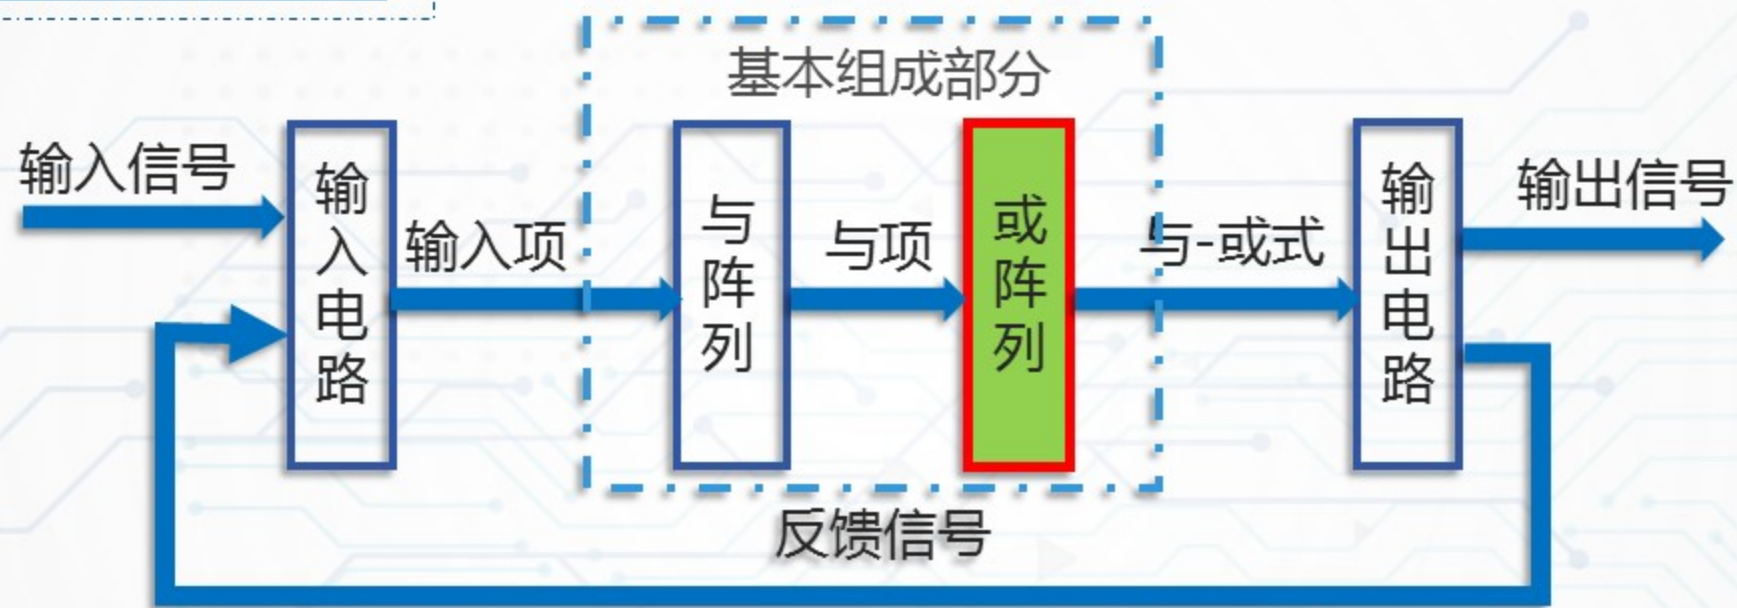 基本组成部分
输入信号
输入电路
输入项
与阵列
与项
或阵列
与-或式
输出电路
输出信号
反馈信号